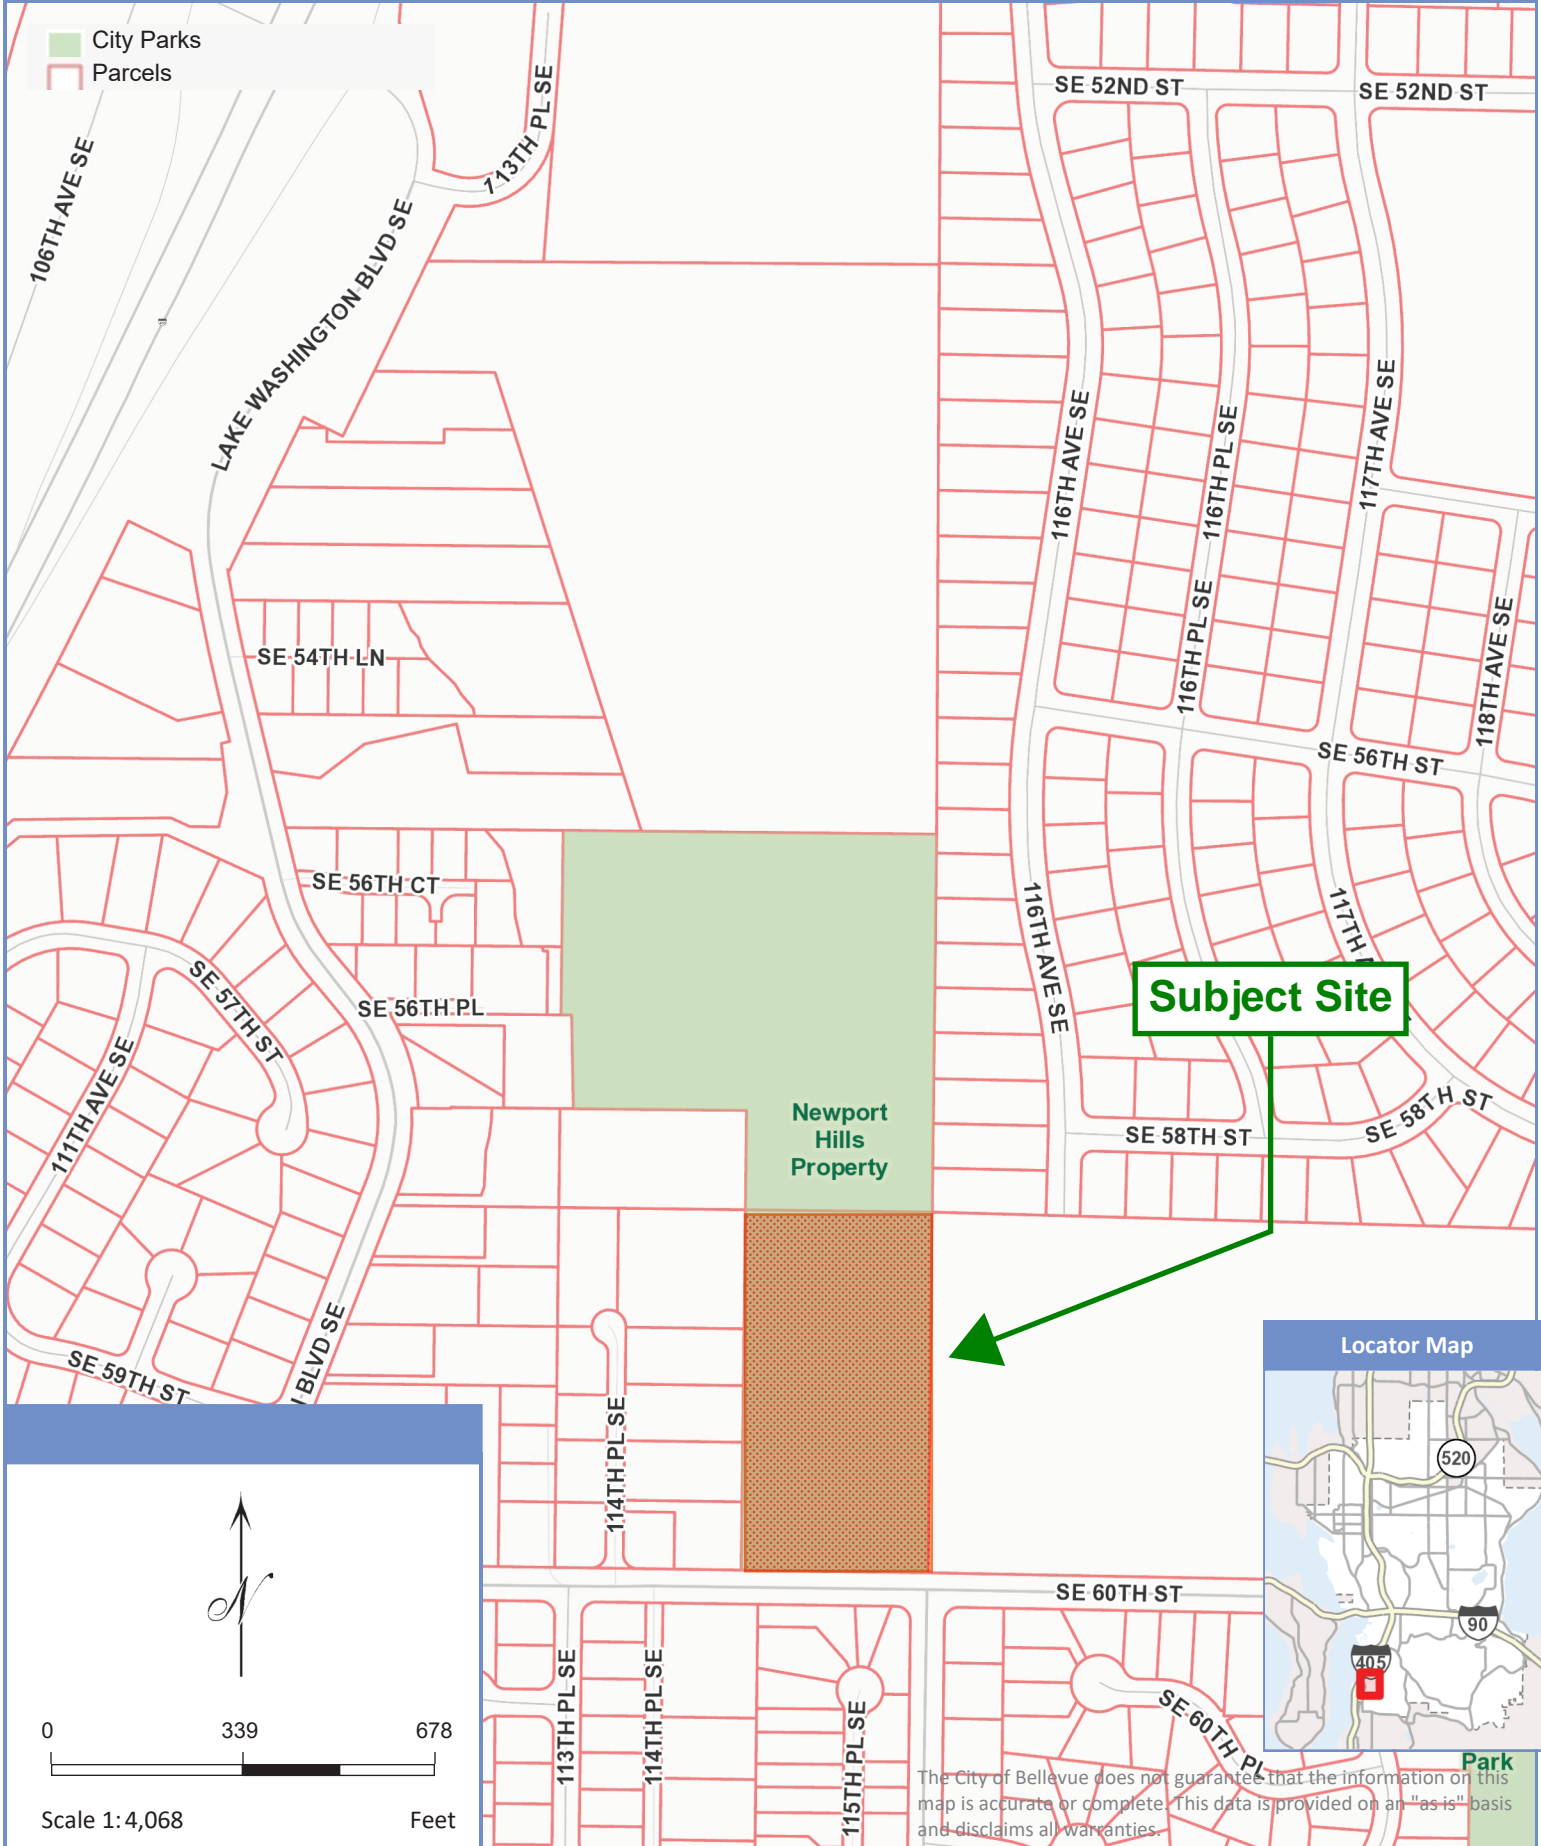 City Parks
Parcels
106TH AVE SE
713TH PL SE
SE 52ND ST
SE 52ND ST
LAKE WASHINGTON BLVD SE
116TH AVE SE
116TH PL SE
117TH AVE SE
116TH PL SE
118TH AVE SE
SE 54TH LN
SE 56TH ST
SE 56TH CT
116TH AVE SE
117TH
SE 57TH ST
SE 56TH PL
Subject Site
111TH AVE SE
Newport
Hills
Property
SE 58TH ST
SE 58TH ST
BLVD SE
SE 59TH ST
114TH PL SE
SE 60TH ST
113TH PL SE
114TH PL SE
115TH PL SE
SE 60TH PL
Locator Map
520
90
405
Park
N
0 339 678
Scale 1: 4,068 Feet
The City of Bellevue does not guarantee that the information on this
map is accurate or complete. This data is provided on an "as is" basis
and disclaims all warranties.